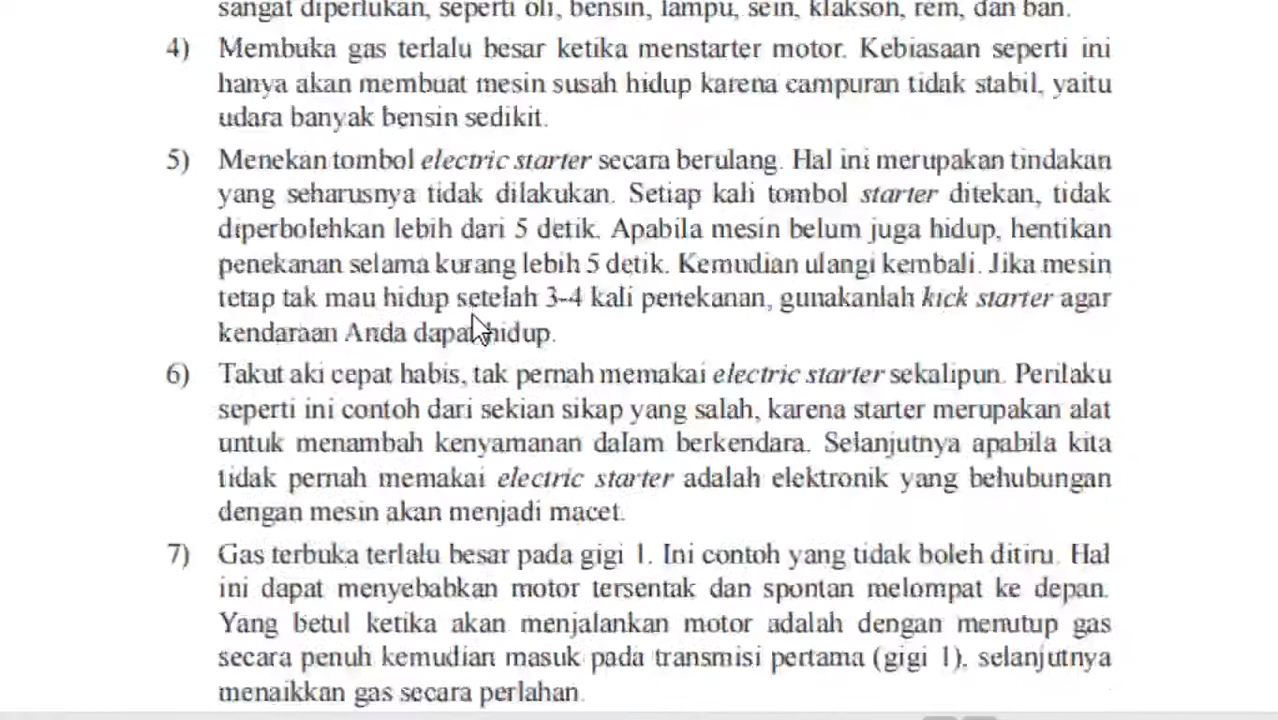 sangat diperlukan, seperti oli, bensin, lampu, sein, klakson, rem, dan ban.
4) Membuka gas terlalu besar ketika menstarter motor. Kebiasaan seperti ini
hanya akan membuat mesin susah hidup karena campuran tidak stabil, yaitu
udara banyak bensin sedikit.
5) Menekan tombol electric starter secara berulang. Hal ini merupakan tindakan
yang seharusnya tidak dilakukan. Setiap kali tombol starter ditekan, tidak
diperbolehkan lebih dari 5 detik. Apabila mesin belum juga hidup, hentikan
penekanan selama kurang lebih 5 detik. Kemudian ulangi kembali. Jika mesin
tetap tak mau hidup setelah 3-4 kali penekanan, gunakanlah kick starter agar
kendaraan Anda dapat hidup.
6) Takut aki cepat habis, tak pernah memakai electric starter sekalipun. Perilaku
seperti ini contoh dari sekian sikap yang salah, karena starter merupakan alat
untuk menambah kenyamanan dalam berkendara. Selanjutnya apabila kita
tidak pernah memakai electric starter adalah elektronik yang behubungan
dengan mesin akan menjadi macet.
7) Gas terbuka terlalu besar pada gigi 1. Ini contoh yang tidak boleh ditiru. Hal
ini dapat menyebabkan motor tersentak dan spontan melompat ke depan.
Yang betul ketika akan menjalankan motor adalah dengan menutup gas
secara penuh kemudian masuk pada transmisi pertama (gigi 1), selanjutnya
menaikkan gas secara perlahan.